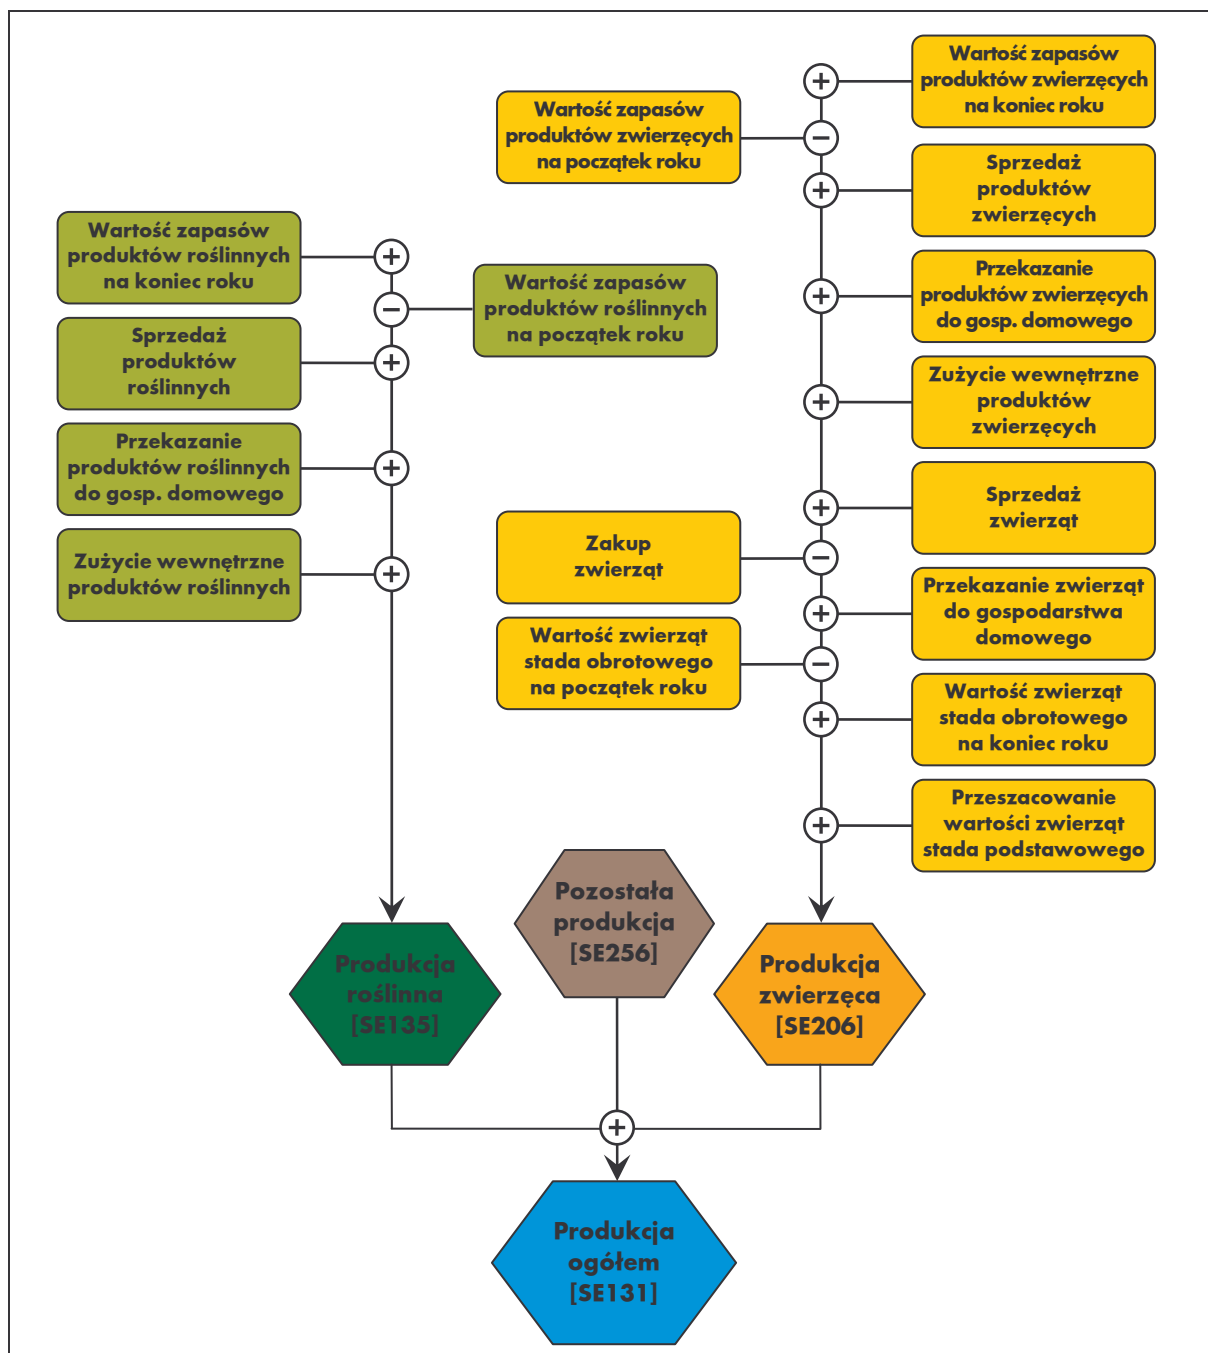 Wartość zapasów
produktów zwierzęcych
na koniec roku
Wartość zapasów
produktów zwierzęcych
na początek roku
Sprzedaż
produktów
zwierzęcych
Wartość zapasów
produktów roślinnych
na koniec roku
Przekazanie
produktów zwierzęcych
do gosp. domowego
Wartość zapasów
produktów roślinnych
na początek roku
Sprzedaż
produktów
roślinnych
Zużycie wewnętrzne
produktów
zwierzęcych
Przekazanie
produktów roślinnych
do gosp. domowego
Sprzedaż
zwierząt
Zakup
zwierząt
Zużycie wewnętrzne
produktów roślinnych
Przekazanie zwierząt
do gospodarstwa
domowego
Wartość zwierząt
stada obrotowego
na początek roku
Wartość zwierząt
stada obrotowego
na koniec roku
Przeszacowanie
wartości zwierząt
stada podstawowego
Pozostała
produkcja
[SE256]
Produkcja
roślinna
[SE135]
Produkcja
zwierzęca
[SE206]
Produkcja
ogółem
[SE131]